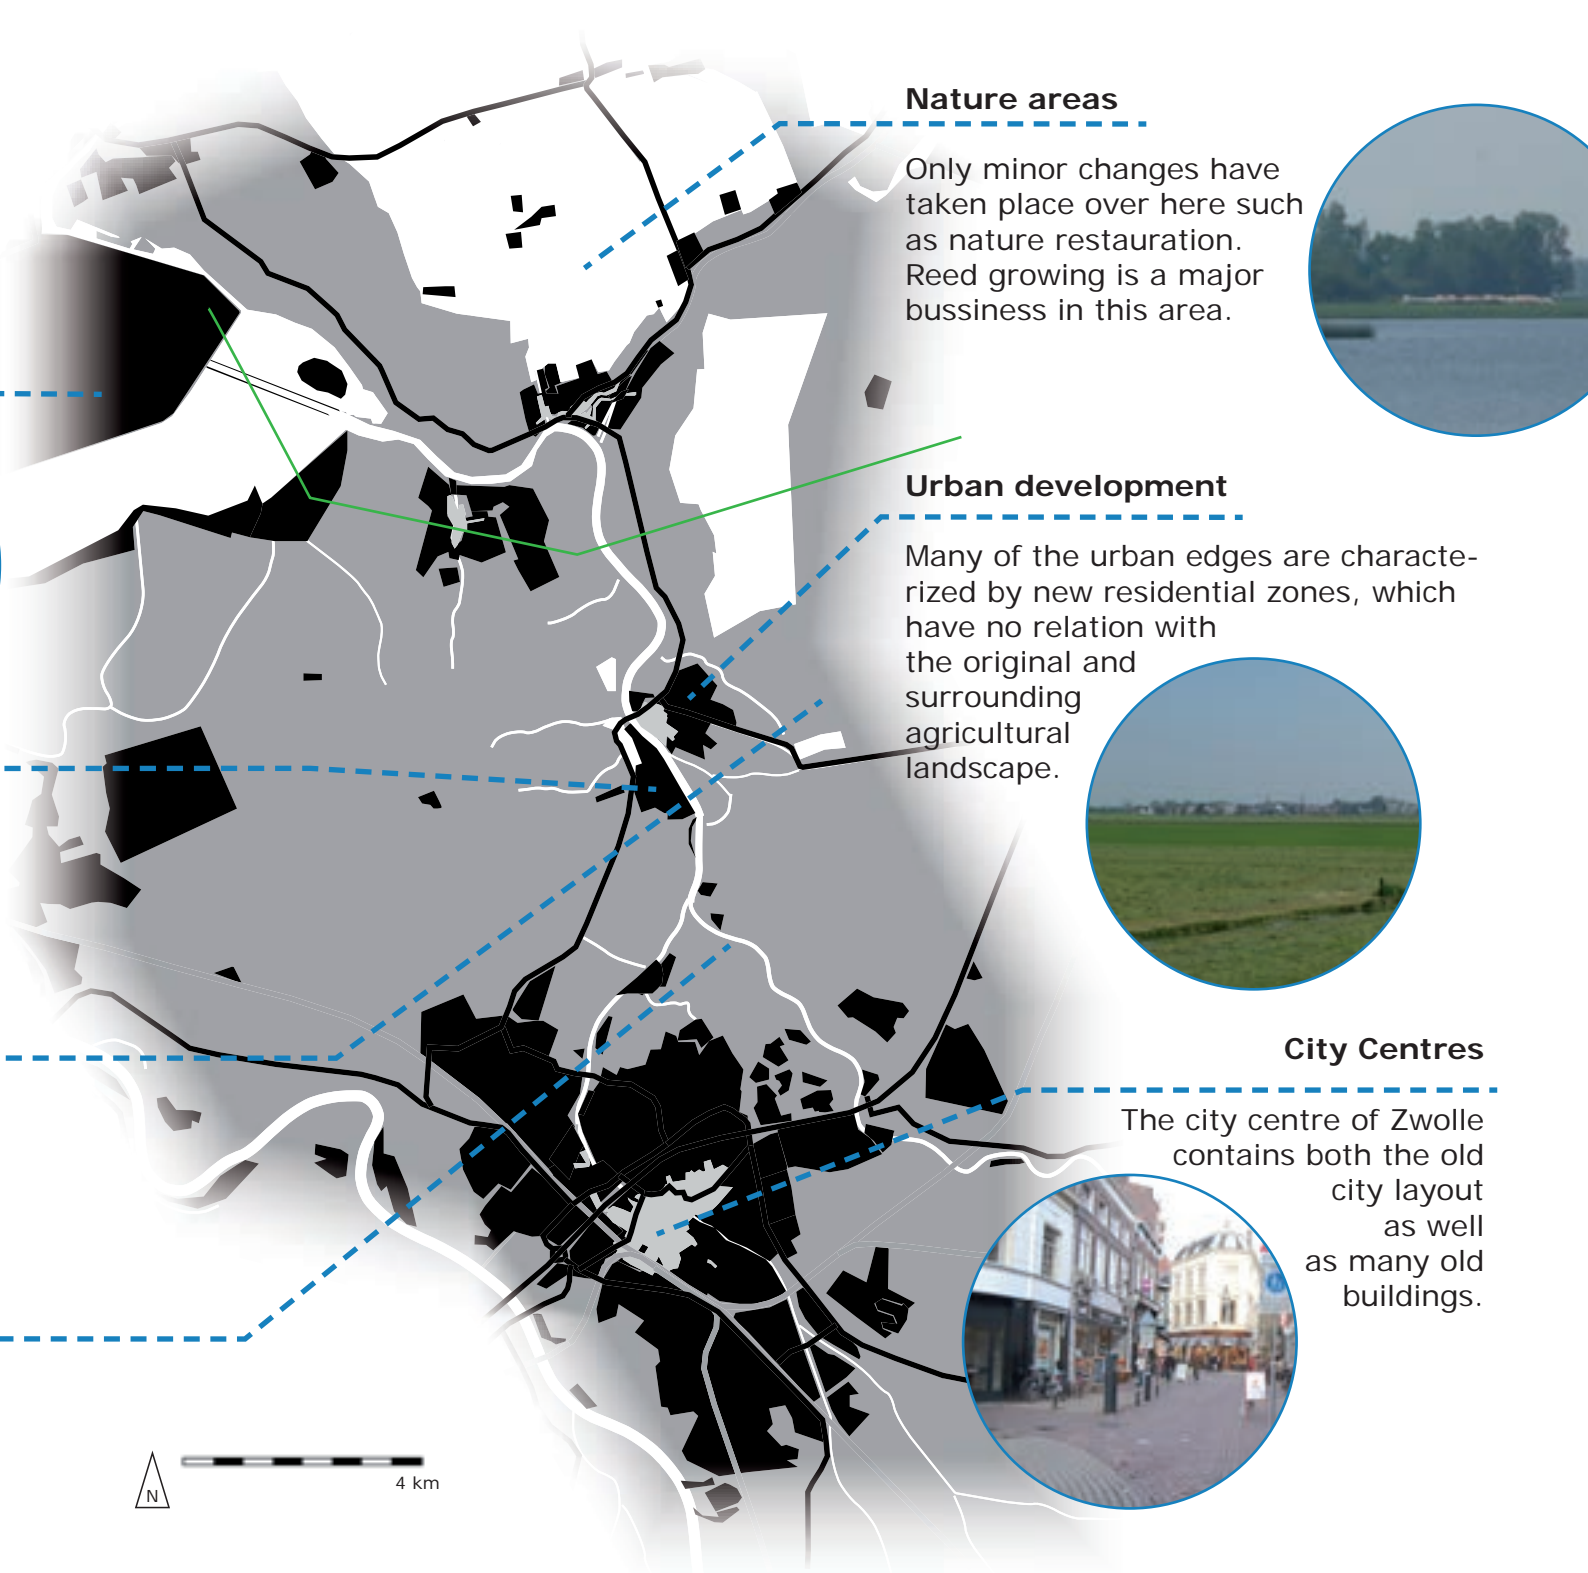 Nature areas
Only minor changes have
taken place over here such
as nature restauration.
Reed growing is a major
bussiness in this area.
Urban development
Many of the urban edges are characte-
rized by new residential zones, which
have no relation with
the original and
surrounding
agricultural
landscape.
City Centres
The city centre of Zwolle
contains both the old
city layout
as well
as many old
buildings.
4 km
N